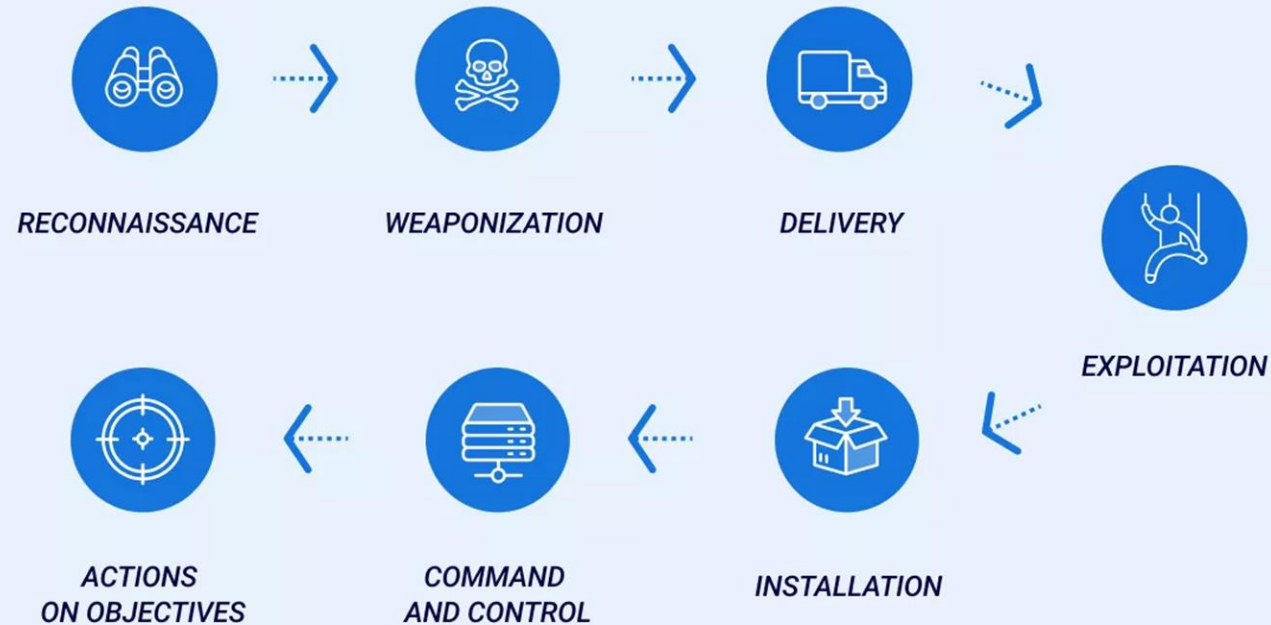 RECONNAISSANCE
WEAPONIZATION
DELIVERY
EXPLOITATION
INSTALLATION
COMMAND
AND CONTROL
ACTIONS
ON OBJECTIVES